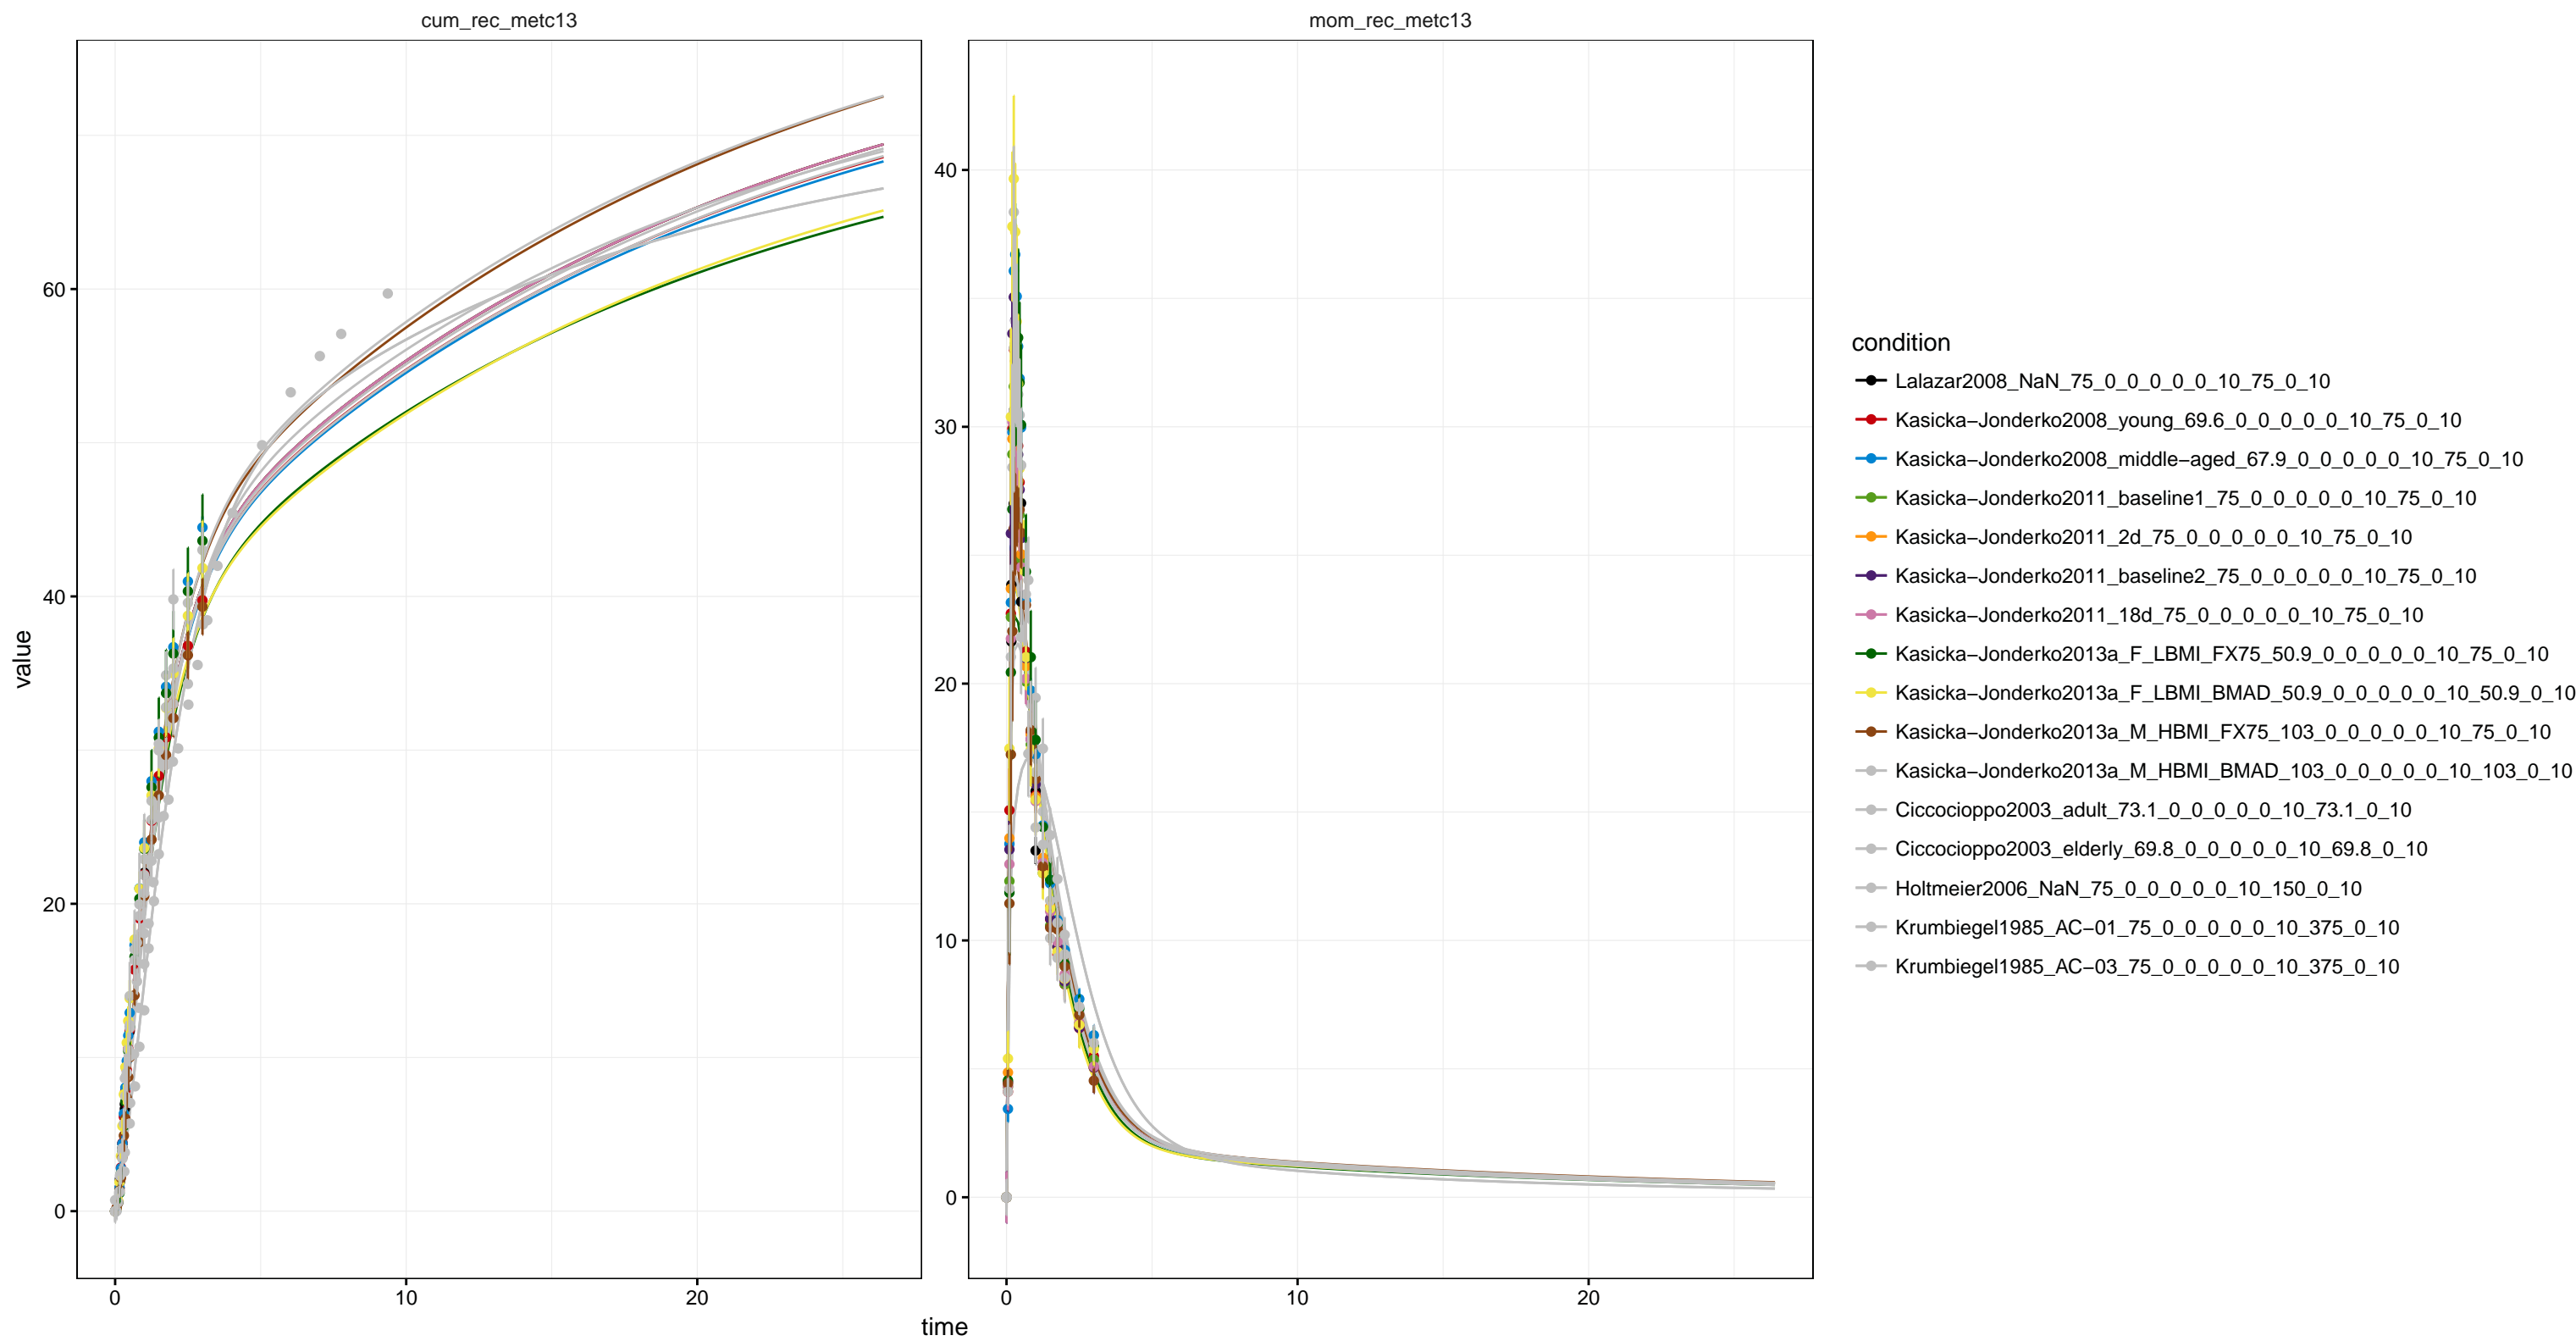 cum_rec_metc13
mom_rec_metc13
value
60
40
20
0
0
10
20
40
30
20
10
0
0
10
20
time
condition
Lalazar2008_NaN_75_0_0_0_0_0_10_75_0_10
Kasicka−Jonderko2008_young_69.6_0_0_0_0_0_10_75_0_10
Kasicka−Jonderko2008_middle−aged_67.9_0_0_0_0_0_10_75_0_10
Kasicka−Jonderko2011_baseline1_75_0_0_0_0_0_10_75_0_10
Kasicka−Jonderko2011_2d_75_0_0_0_0_0_10_75_0_10
Kasicka−Jonderko2011_baseline2_75_0_0_0_0_0_10_75_0_10
Kasicka−Jonderko2011_18d_75_0_0_0_0_0_10_75_0_10
Kasicka−Jonderko2013a_F_LBMI_FX75_50.9_0_0_0_0_0_10_75_0_10
Kasicka−Jonderko2013a_F_LBMI_BMAD_50.9_0_0_0_0_0_10_50.9_0_10
Kasicka−Jonderko2013a_M_HBMI_FX75_103_0_0_0_0_0_10_75_0_10
Kasicka−Jonderko2013a_M_HBMI_BMAD_103_0_0_0_0_0_10_103_0_10
Ciccocioppo2003_adult_73.1_0_0_0_0_0_10_73.1_0_10
Ciccocioppo2003_elderly_69.8_0_0_0_0_0_10_69.8_0_10
Holtmeier2006_NaN_75_0_0_0_0_0_10_150_0_10
Krumbiegel1985_AC−01_75_0_0_0_0_0_10_375_0_10
Krumbiegel1985_AC−03_75_0_0_0_0_0_10_375_0_10